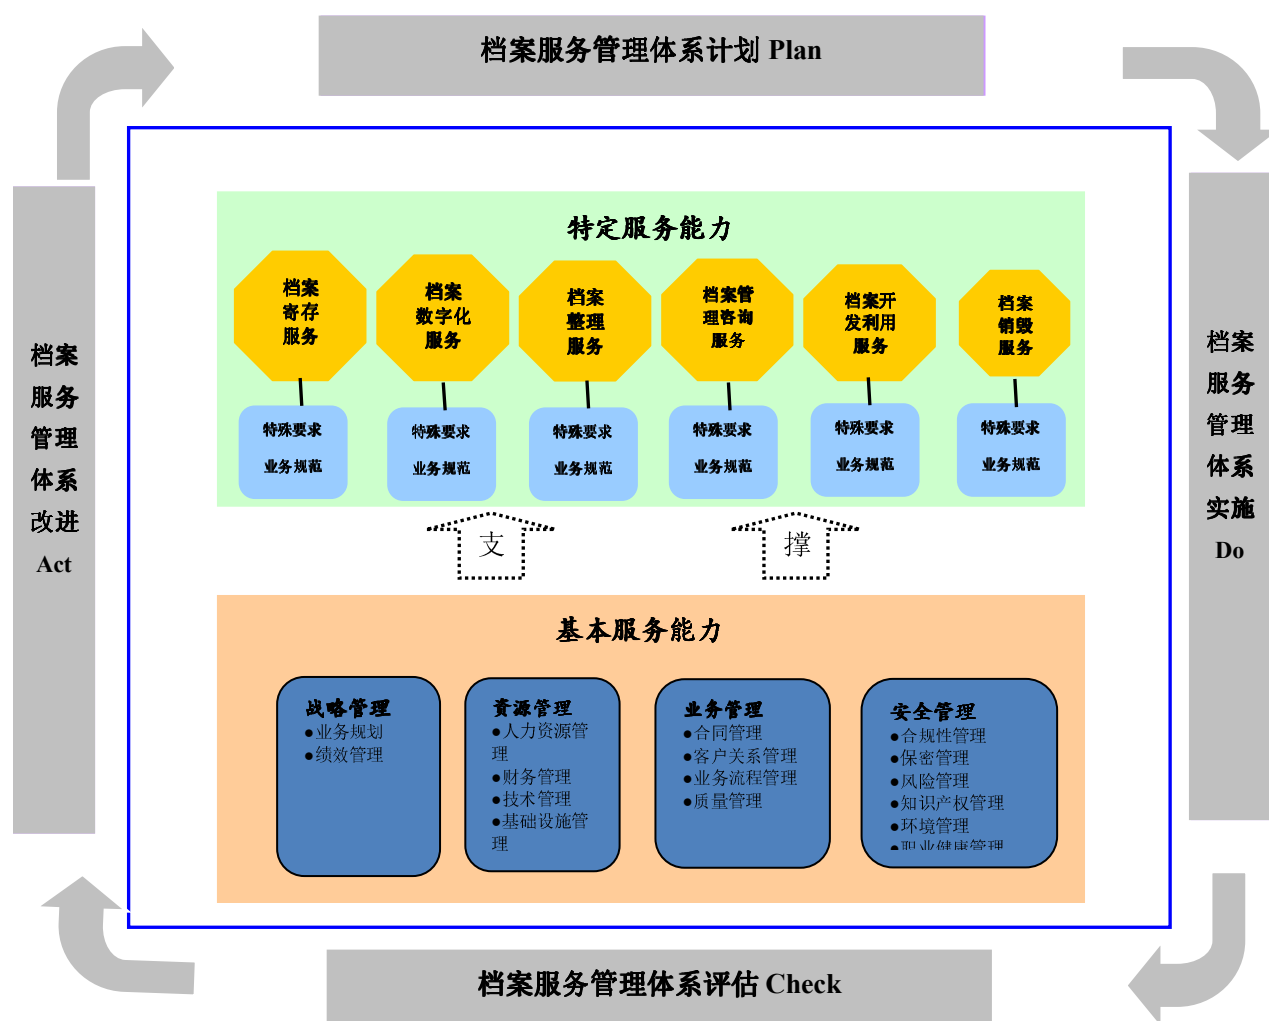 档案服务管理体系计划 Plan
档案
服务
管理
体系
改进
Act
特定服务能力
档案
寄存
服务
档案
数字化
服务
档案
整理
服务
档案管
理咨询
服务
档案开
发利用
服务
档案
销毁
服务
特殊要求
业务规范
特殊要求
业务规范
特殊要求
业务规范
特殊要求
业务规范
特殊要求
业务规范
特殊要求
业务规范
支
撑
基本服务能力
战略管理
●业务规划
●绩效管理
资源管理
●人力资源管
理
●财务管理
●技术管理
●基础设施管
理
业务管理
●合同管理
●客户关系管理
●业务流程管理
●质量管理
安全管理
●合规性管理
●保密管理
●风险管理
●知识产权管理
●环境管理
●职业健康管理
档案
服务
管理
体系
实施
Do
档案服务管理体系评估 Check